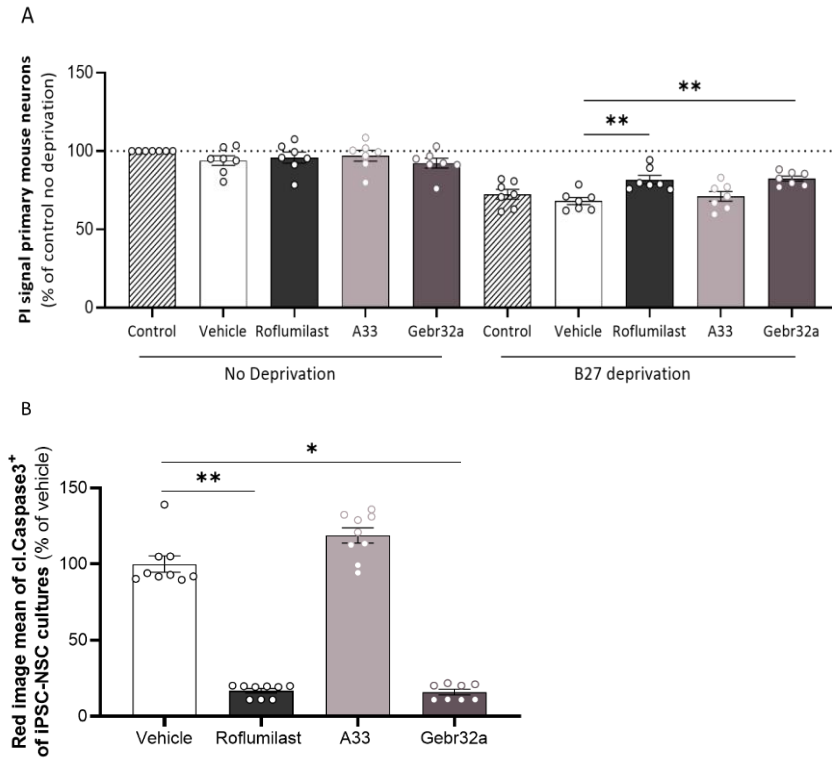 A
PI signal primary mouse neurons
(% of control no deprivation)
150
100
50
0
**
**
Control Vehicle Roflumilast A33 Gebr32a Control Vehicle Roflumilast A33 Gebr32a
No Deprivation B27 deprivation
B
Red image mean of cl.Caspase3+
of iPSC-NSC cultures (% of vehicle)
150
100
50
0
*
**
Vehicle Roflumilast A33 Gebr32a